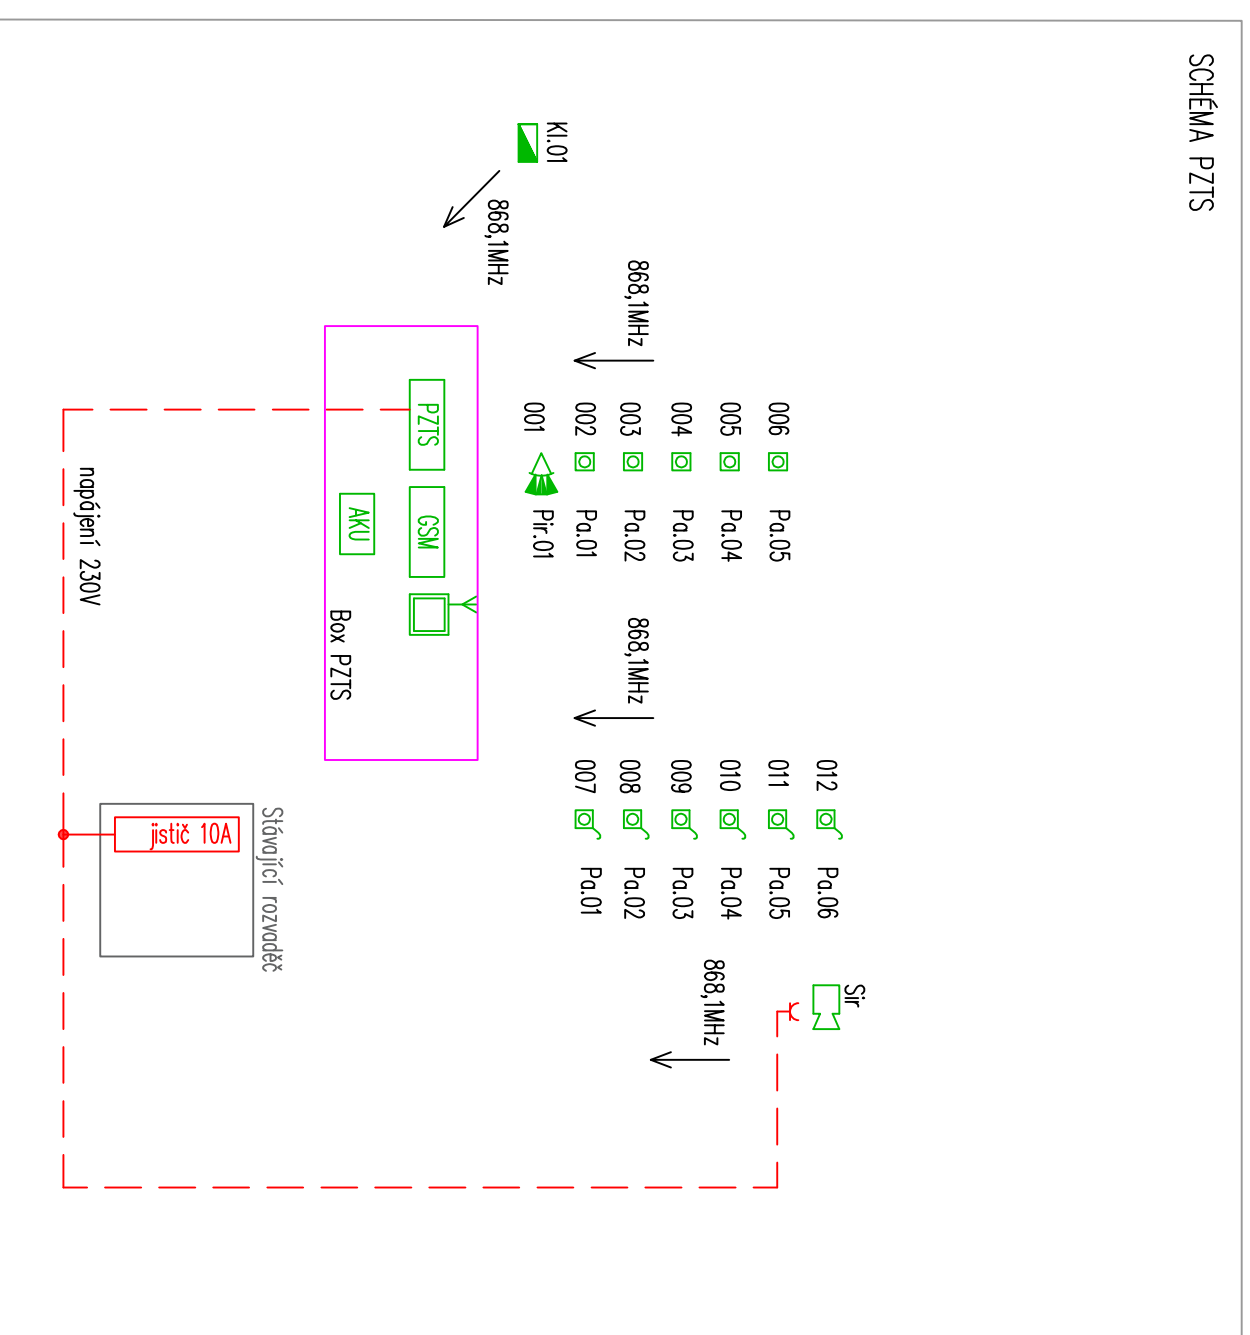 SCHÉMA PZTS
Kl.01
868,1MHz
868,1MHz
006 Pa.05
005 Pa.04
004 Pa.03
003 Pa.02
002 Pa.01
001 Pir.01
868,1MHz
012 Pa.06
011 Pa.05
010 Pa.04
009 Pa.03
008 Pa.02
007 Pa.01
Sir
868,1MHz
PZTS
GSM
AKU
Box PZTS
napájení 230V
Stávající rozvaděč
jistič 10A